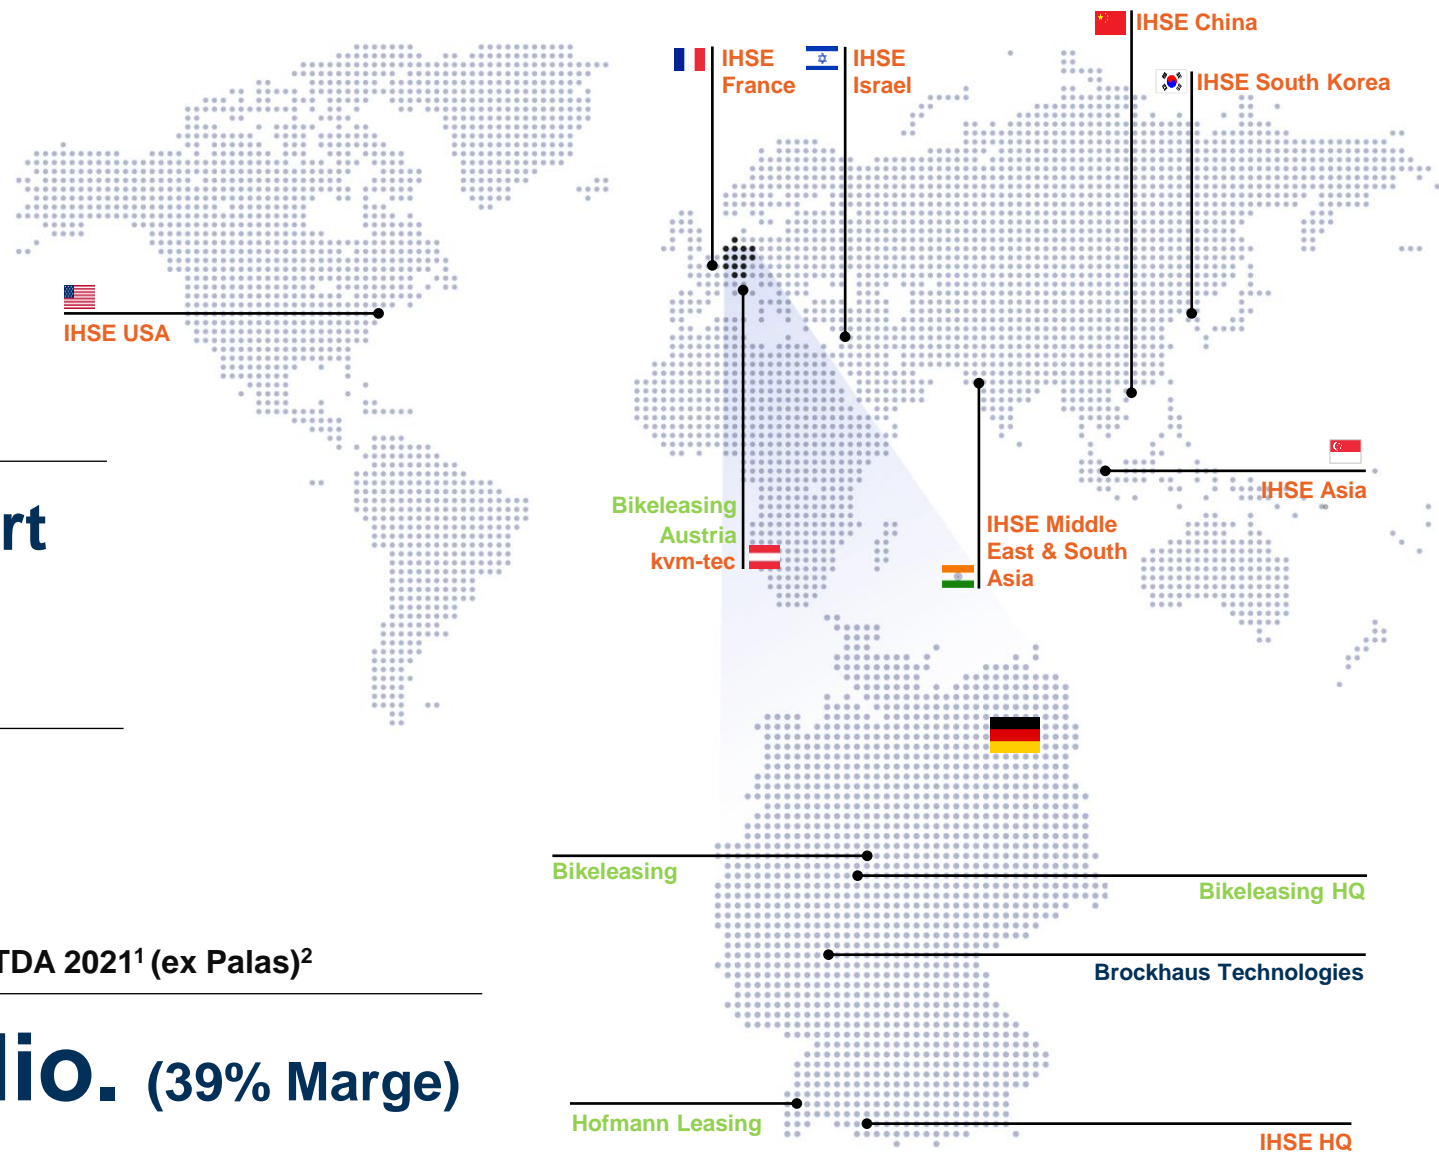 IHSE China
IHSE
France
IHSE
Israel
IHSE South Korea
IHSE USA
IHSE Asia
Bikeleasing
Austria
kvm-tec
IHSE Middle
East & South
Asia
rt
Bikeleasing
Bikeleasing HQ
TDA 2021¹ (ex Palas)²
Brockhaus Technologies
lio. (39% Marge)
Hofmann Leasing
IHSE HQ